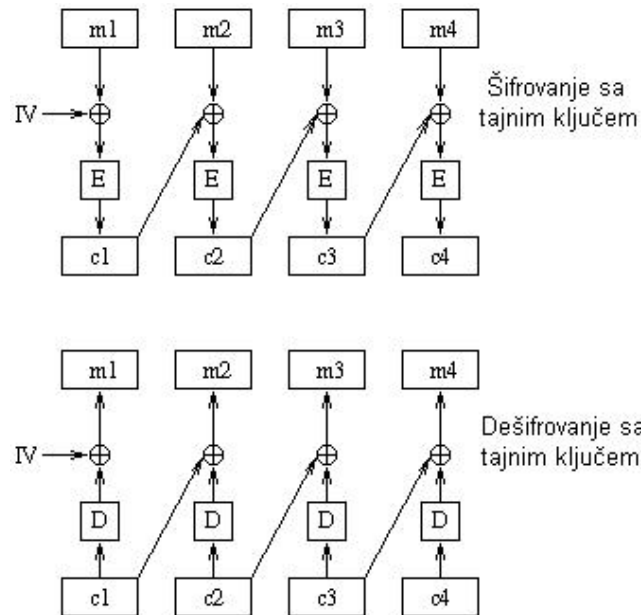 m1 m2 m3 m4
IV
Šifrovanje sa
tajnim ključem
E E E E
c1 c2 c3 c4
m1 m2 m3 m4
IV
Dešifrovanje sa
tajnim ključem
D D D D
c1 c2 c3 c4